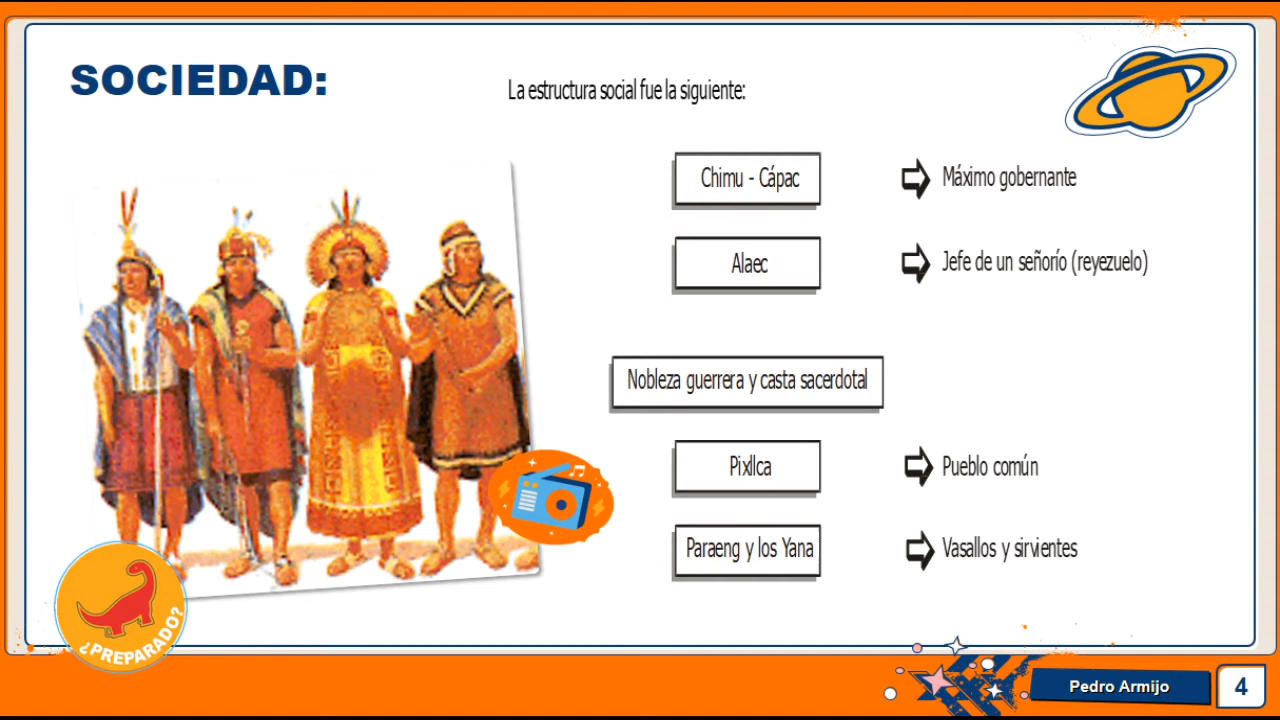 SOCIEDAD:
La estructura social fue la siguiente:
Chimu - Cápac
Máximo gobernante
Alaec
Jefe de un señorío (reyezuelo)
Nobleza guerrera y casta sacerdotal
Pixllca
Pueblo común
Paraeng y los Yana
Vasallos y sirvientes
¿PREPARADO?
Pedro Armijo
4